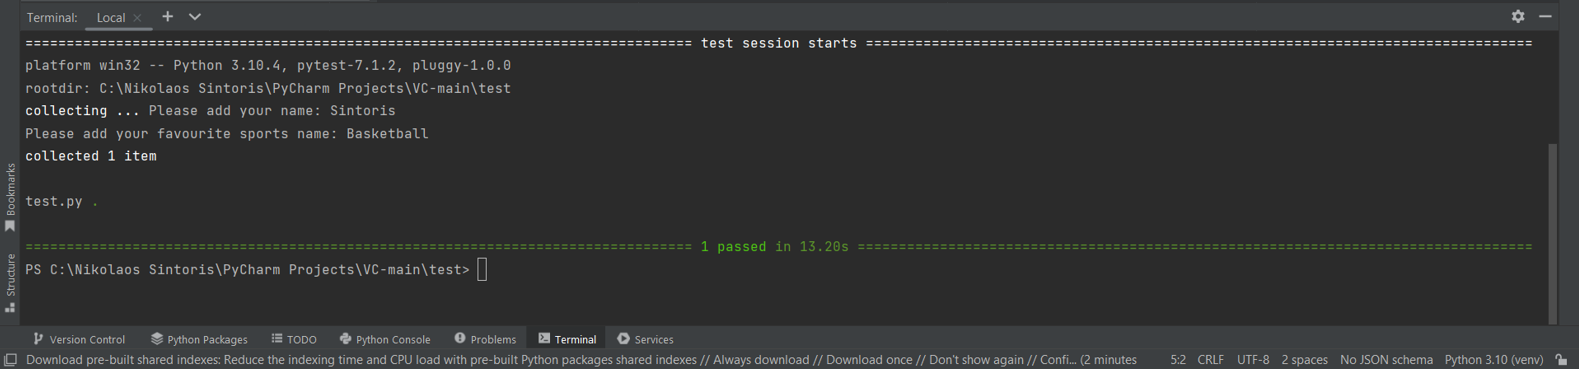 Terminal: Local
================================================================================= test session starts =================================================================================
platform win32 -- Python 3.10.4, pytest-7.1.2, pluggy-1.0.0
rootdir: C:\Nikolaos Sintoris\PyCharm Projects\VC-main\test
collecting ... Please add your name: Sintoris
Please add your favourite sports name: Basketball
collected 1 item
test.py .
================================================================================= 1 passed in 13.20s ==================================================================================
PS C:\Nikolaos Sintoris\PyCharm Projects\VC-main\test>
Bookmarks
Structure
Version Control Python Packages TODO Python Console Problems Terminal Services
Download pre-built shared indexes: Reduce the indexing time and CPU load with pre-built Python packages shared indexes // Always download // Download once // Don't show again // Confi... (2 minutes 5:2 CRLF UTF-8 2 spaces No JSON schema Python 3.10 (venv)